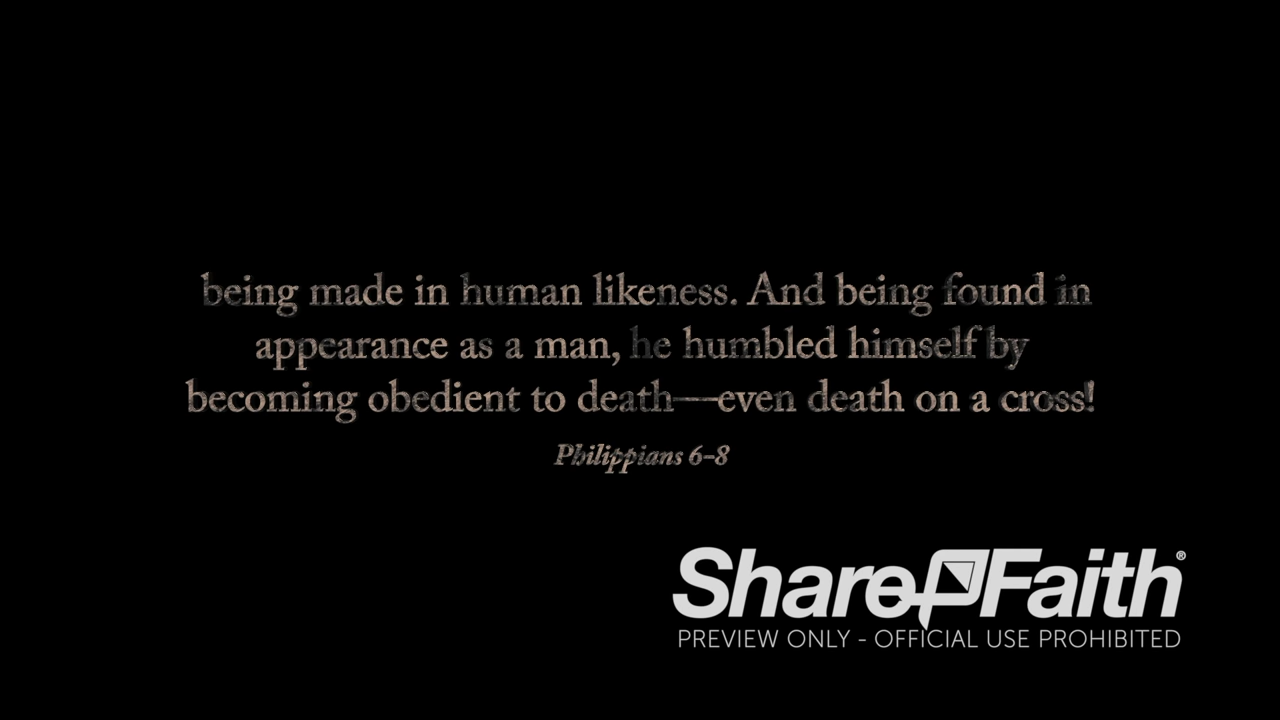 being made in human likeness. And being found in
appearance as a man, he humbled himself by
becoming obedient to death—even death on a cross!
Philippians 6-8
ShareFaith®
PREVIEW ONLY - OFFICIAL USE PROHIBITED